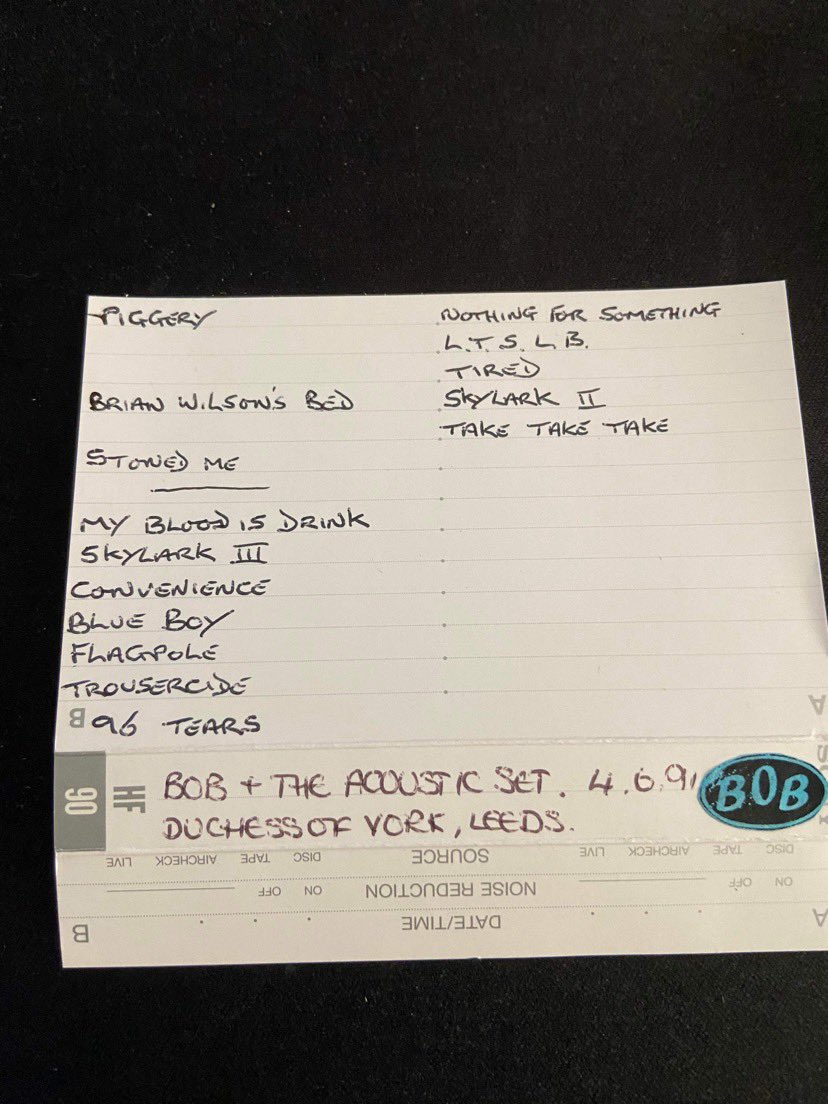 PIGGERY
BRIAN WILSON'S BED
STONED ME
MY BLOOD IS DRINK
SKYLARK III
CONVENIENCE
BLUE BOY
FLAGPOLE
TROUSERCIDE
96 TEARS
NOTHING FOR SOMETHING
L.T.S.L.B.
TIRED
SKYLARK II
TAKE TAKE TAKE
B
A
90 HF
BOB + THE ACOUSTIC SET. 4.6.91
DUCHESS OF YORK, LEEDS.
BOB
A
DATE/TIME
B
ON OFF
NOISE REDUCTION
ON OFF
DISC TAPE AIRCHECK LIVE
SOURCE
DISC TAPE AIRCHECK LIVE